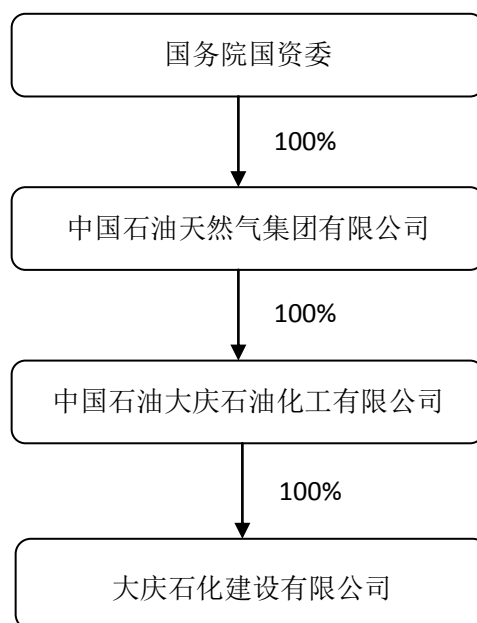 国务院国资委
100%
中国石油天然气集团有限公司
100%
中国石油大庆石油化工有限公司
100%
大庆石化建设有限公司